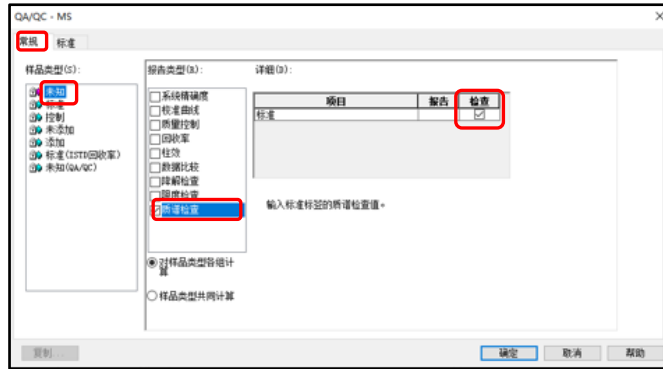 QA/QC - MS
常规 标准
样品类型(S): 报告类型(R): 详细(D):
未知
标准
控制
未添加
添加
标准(ISTD回收率)
未知(QA/QC)
系统精确度
校准曲线
质量控制
回收率
柱效
数据比较
降解检查
限度检查
质谱检查
项目 报告 检查
标准
输入标准标签的质谱检查值。
对样品类型各组计
算
样品类型共同计算
复制... 确定 取消 帮助